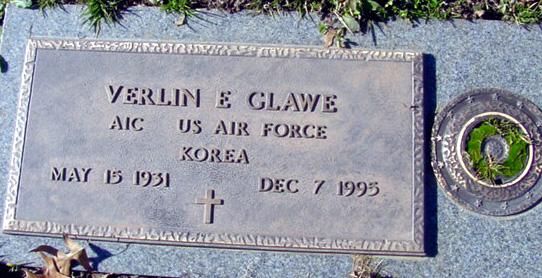 VERLIN E GLAWE
A1C US AIR FORCE
KOREA
MAY 15 1931 DEC 7 1995